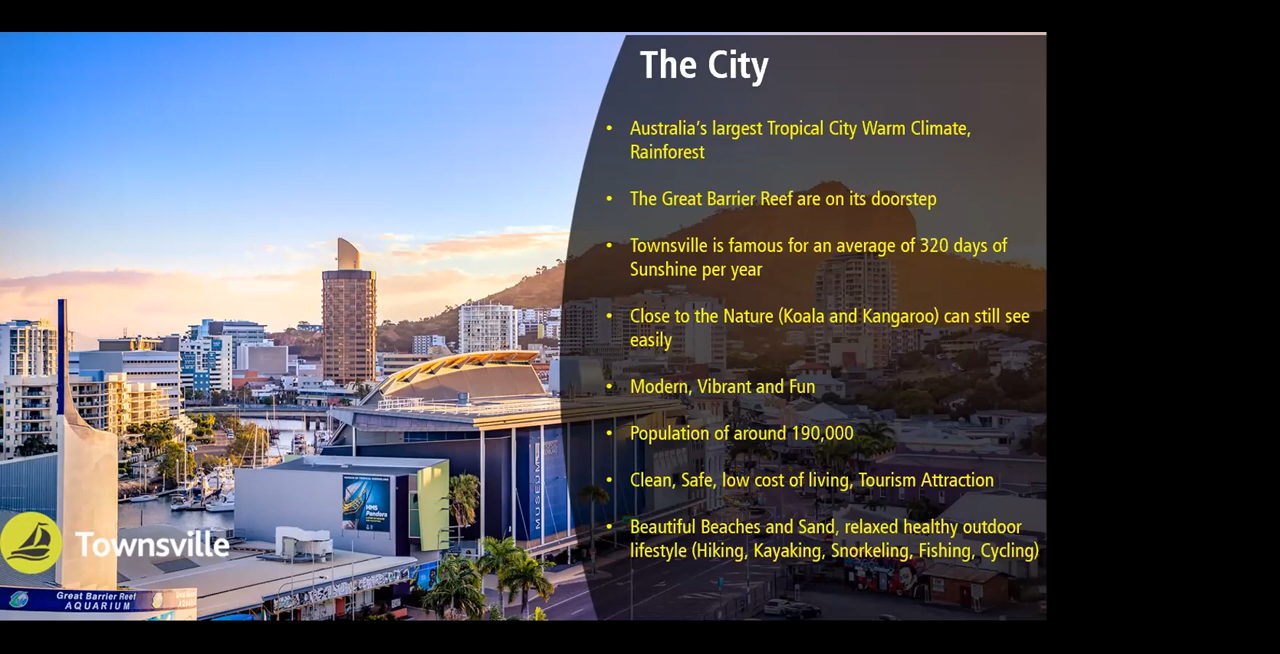 The City
• Australia's largest Tropical City Warm Climate,
Rainforest
• The Great Barrier Reef are on its doorstep
• Townsville is famous for an average of 320 days of
Sunshine per year
• Close to the Nature (Koala and Kangaroo) can still see
easily
• Modern, Vibrant and Fun
• Population of around 190,000
• Clean, Safe, low cost of living, Tourism Attraction
• Beautiful Beaches and Sand, relaxed healthy outdoor
lifestyle (Hiking, Kayaking, Snorkeling, Fishing, Cycling)
MUSEUM
HMS
Pandora
Townsville
Great Barrier Reef
AQUARIUM